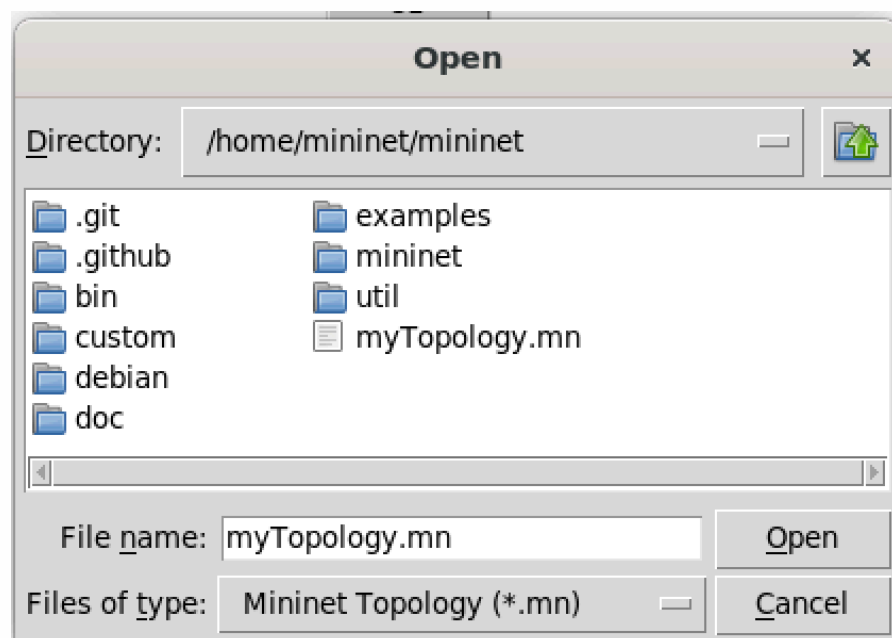 Open
Directory: /home/mininet/mininet
.git
.github
bin
custom
debian
doc
examples
mininet
util
myTopology.mn
File name: myTopology.mn Open
Files of type: Mininet Topology (*.mn) Cancel